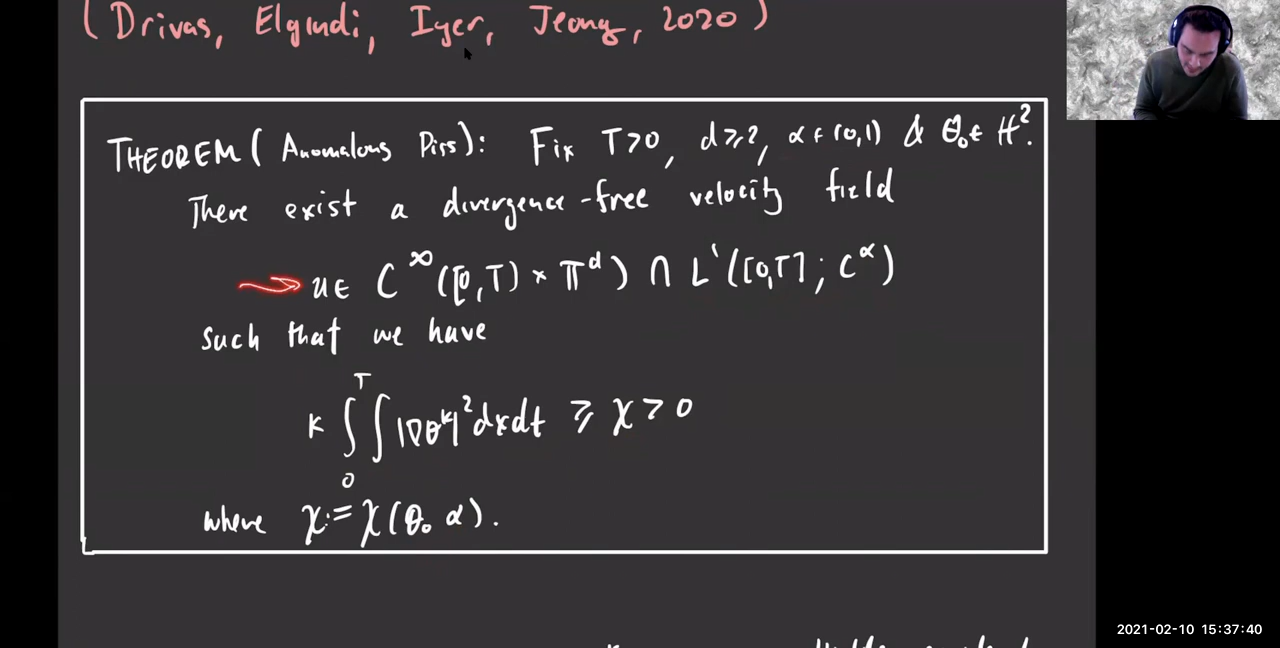 (Drivas, Elgindi, Iyer, Jeong, 2020)
THEOREM (Anomalous Diss): Fix T>0, d≥2, α∈(0,1) & θ₀∈ H².
There exist a divergence-free velocity field
u∈ C^∞([0,T) × 𝕋^d) ∩ L¹([0,T]; C^α)
such that we have
κ ∫₀^T ∫ |∇θ^κ|² dx dt ≥ χ > 0
where χ := χ(θ₀ α).
2021-02-10 15:37:40